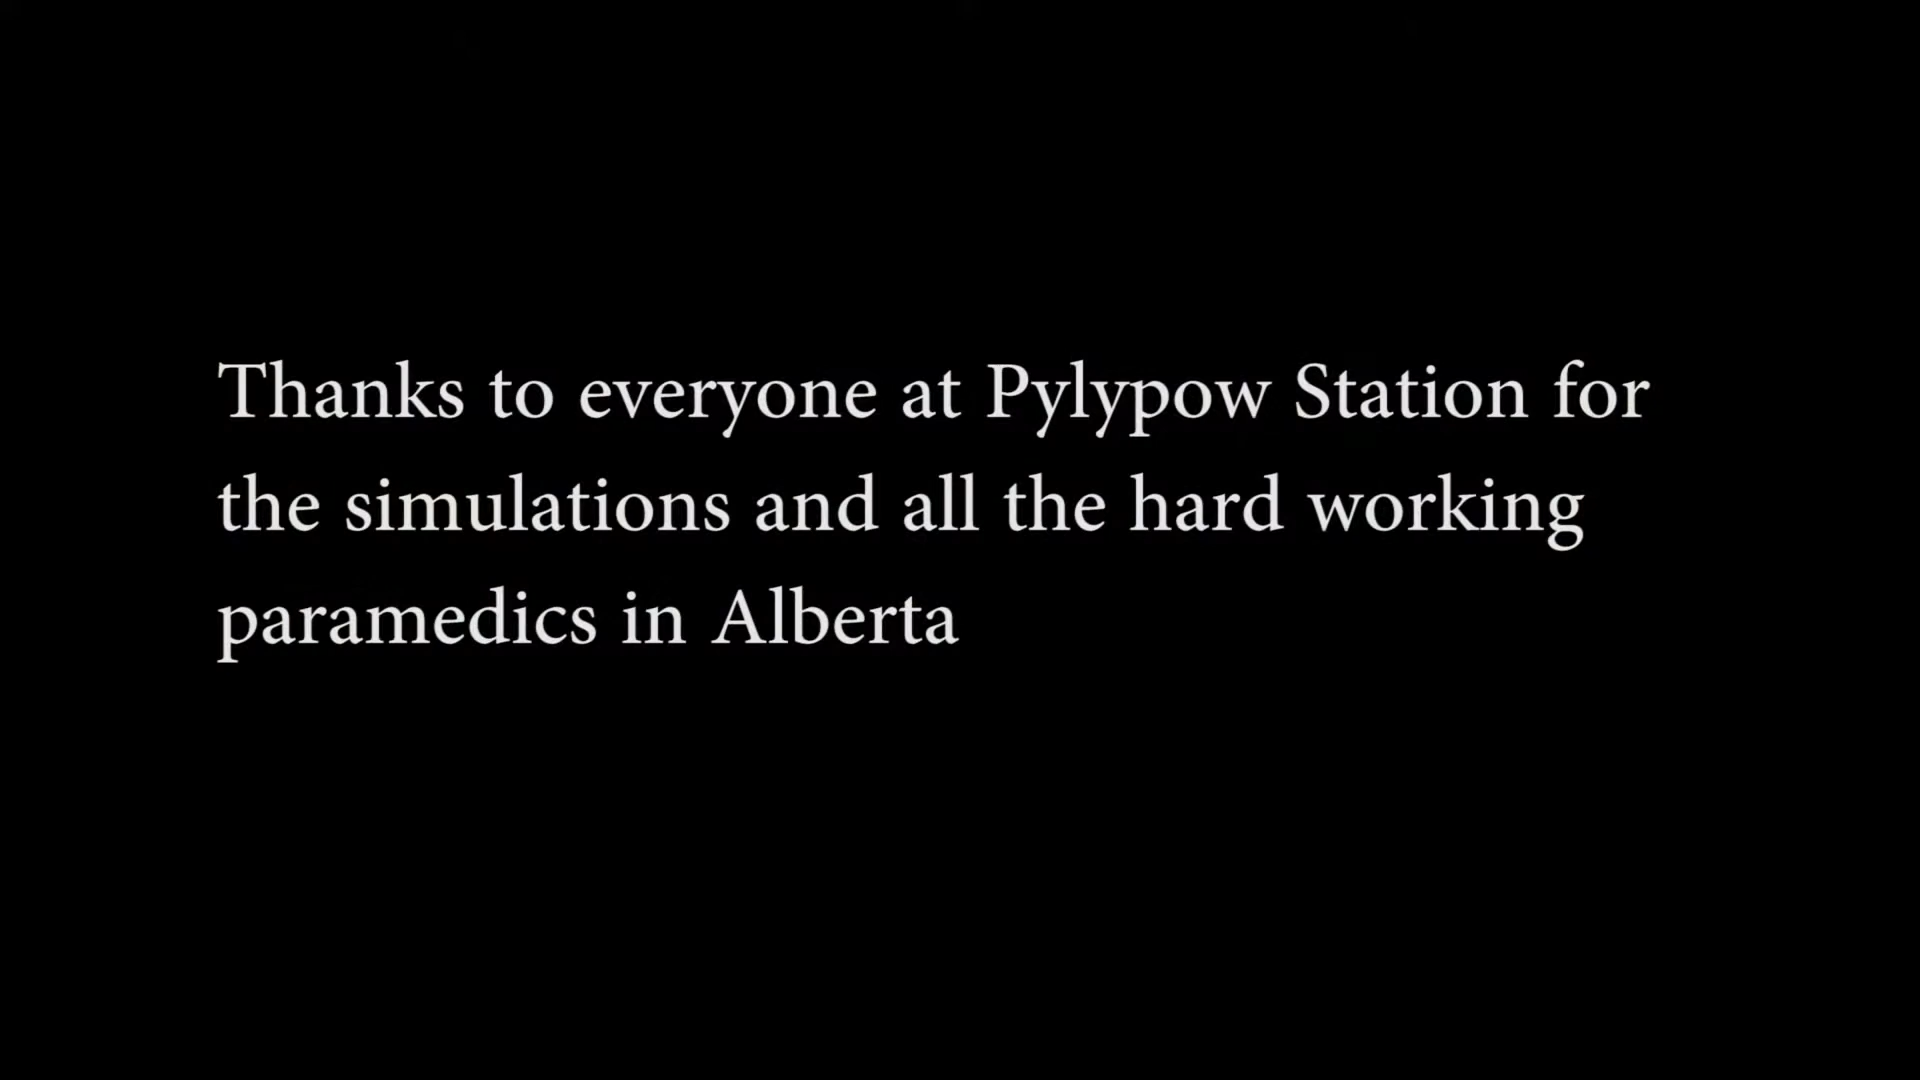 Thanks to everyone at Pylypow Station for
the simulations and all the hard working
paramedics in Alberta